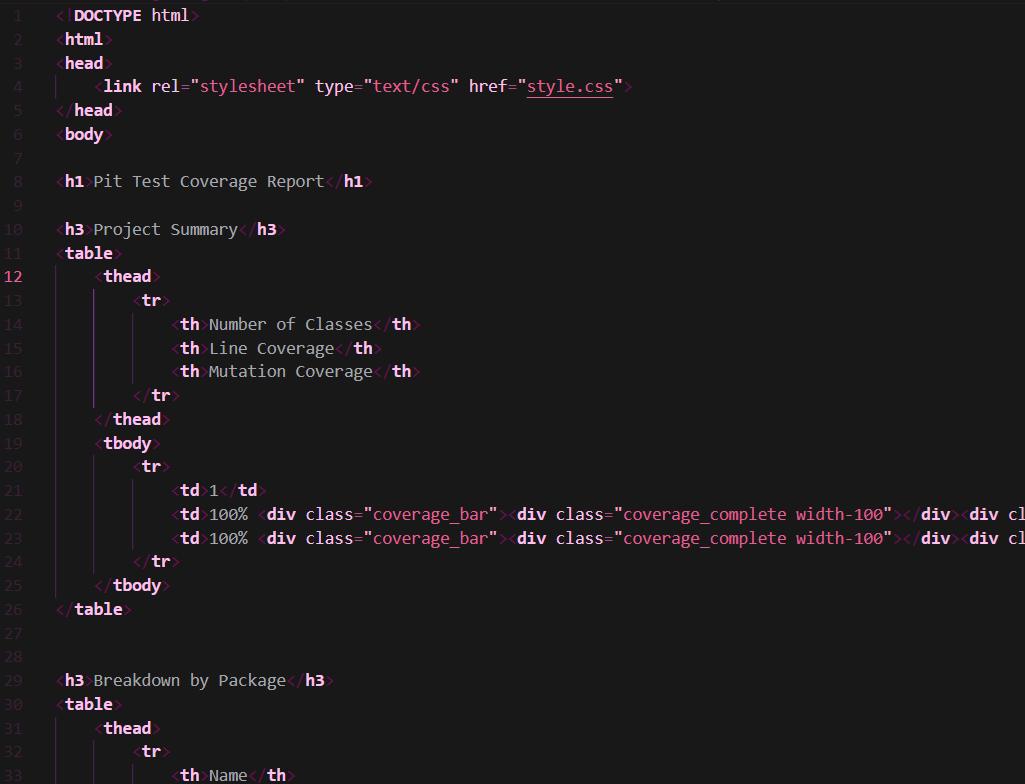 1 <!DOCTYPE html>
2 <html>
3 <head>
4 <link rel="stylesheet" type="text/css" href="style.css">
5 </head>
6 <body>
7
8 <h1>Pit Test Coverage Report</h1>
9
10 <h3>Project Summary</h3>
11 <table>
12 <thead>
13 <tr>
14 <th>Number of Classes</th>
15 <th>Line Coverage</th>
16 <th>Mutation Coverage</th>
17 </tr>
18 </thead>
19 <tbody>
20 <tr>
21 <td>1</td>
22 <td>100% <div class="coverage_bar"><div class="coverage_complete width-100"></div><div cl
23 <td>100% <div class="coverage_bar"><div class="coverage_complete width-100"></div><div cl
24 </tr>
25 </tbody>
26 </table>
27
28
29 <h3>Breakdown by Package</h3>
30 <table>
31 <thead>
32 <tr>
33 <th>Name</th>